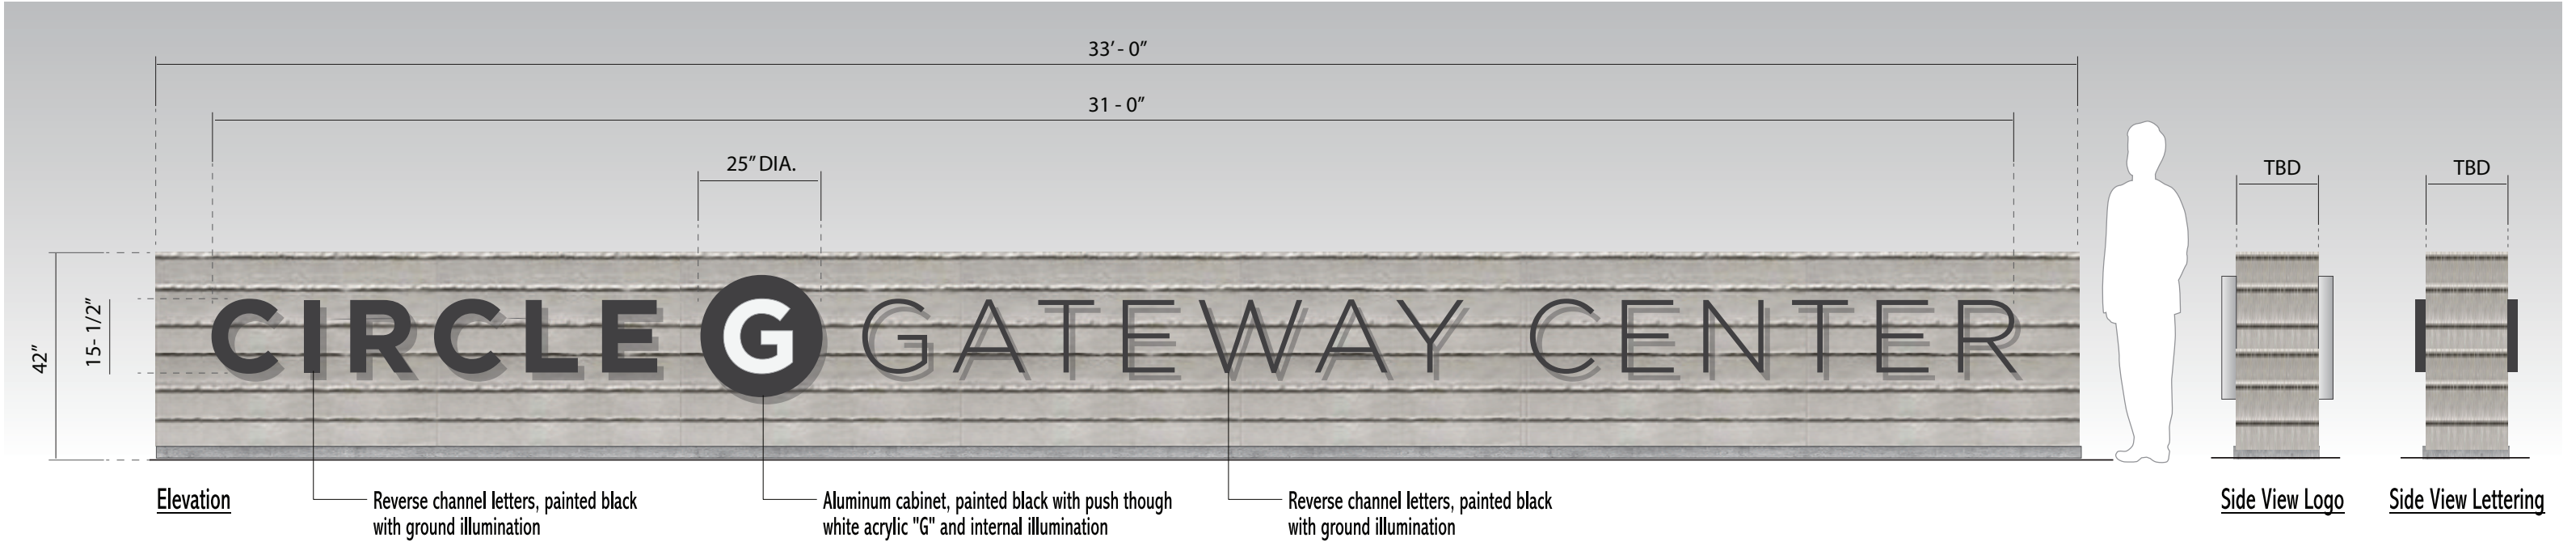 33' - 0"
31 - 0"
25" DIA.
TBD
TBD
42"
15- 1/2"
CIRCLE G GATEWAY CENTER
Elevation
Reverse channel letters, painted black
with ground illumination
Aluminum cabinet, painted black with push though
white acrylic "G" and internal illumination
Reverse channel letters, painted black
with ground illumination
Side View Logo
Side View Lettering